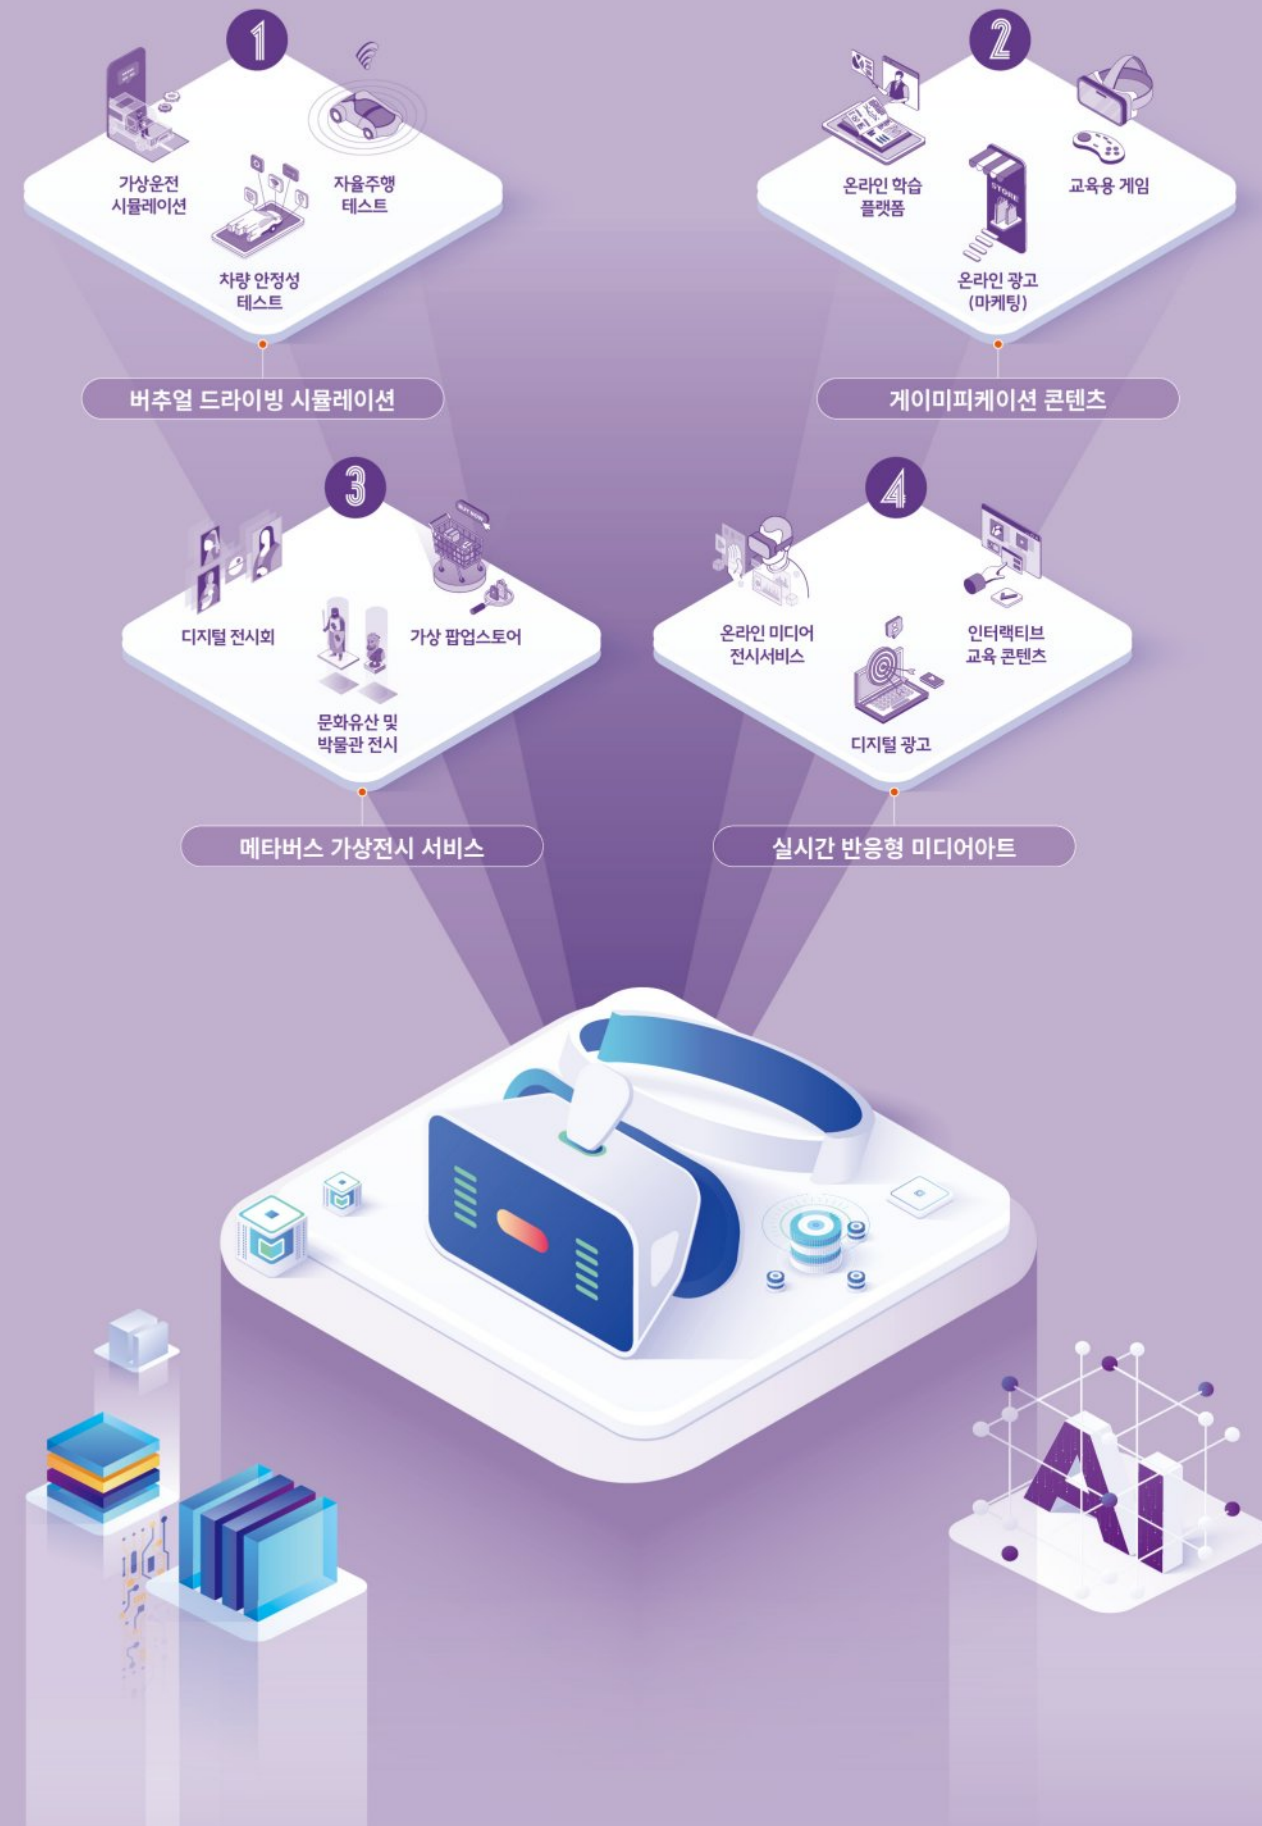 1
가상운전
시뮬레이션
자율주행
테스트
차량 안정성
테스트
버추얼 드라이빙 시뮬레이션
2
온라인 학습
플랫폼
교육용 게임
STORE
온라인 광고
(마케팅)
게이미피케이션 콘텐츠
3
디지털 전시회
가상 팝업스토어
문화유산 및
박물관 전시
메타버스 가상전시 서비스
4
온라인 미디어
전시서비스
인터랙티브
교육 콘텐츠
디지털 광고
실시간 반응형 미디어아트
AI